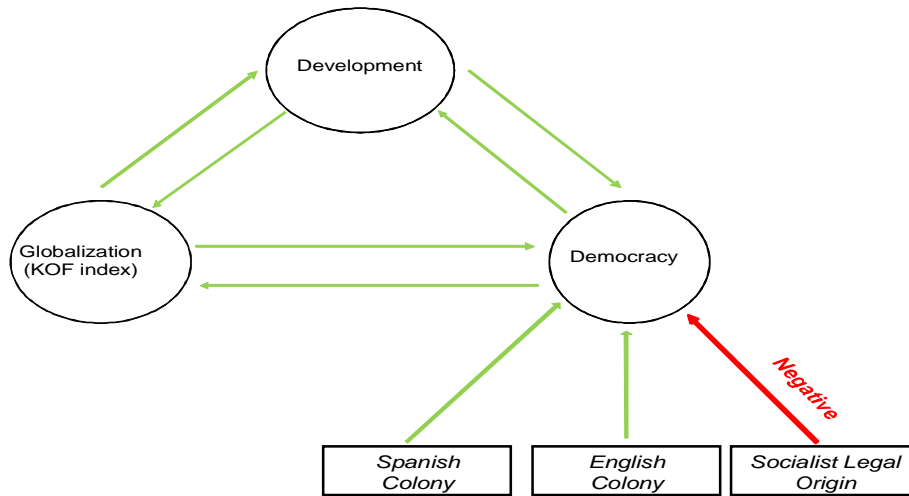 Development
Globalization
(KOF index)
Democracy
Negative
Spanish
Colony
English
Colony
Socialist Legal
Origin